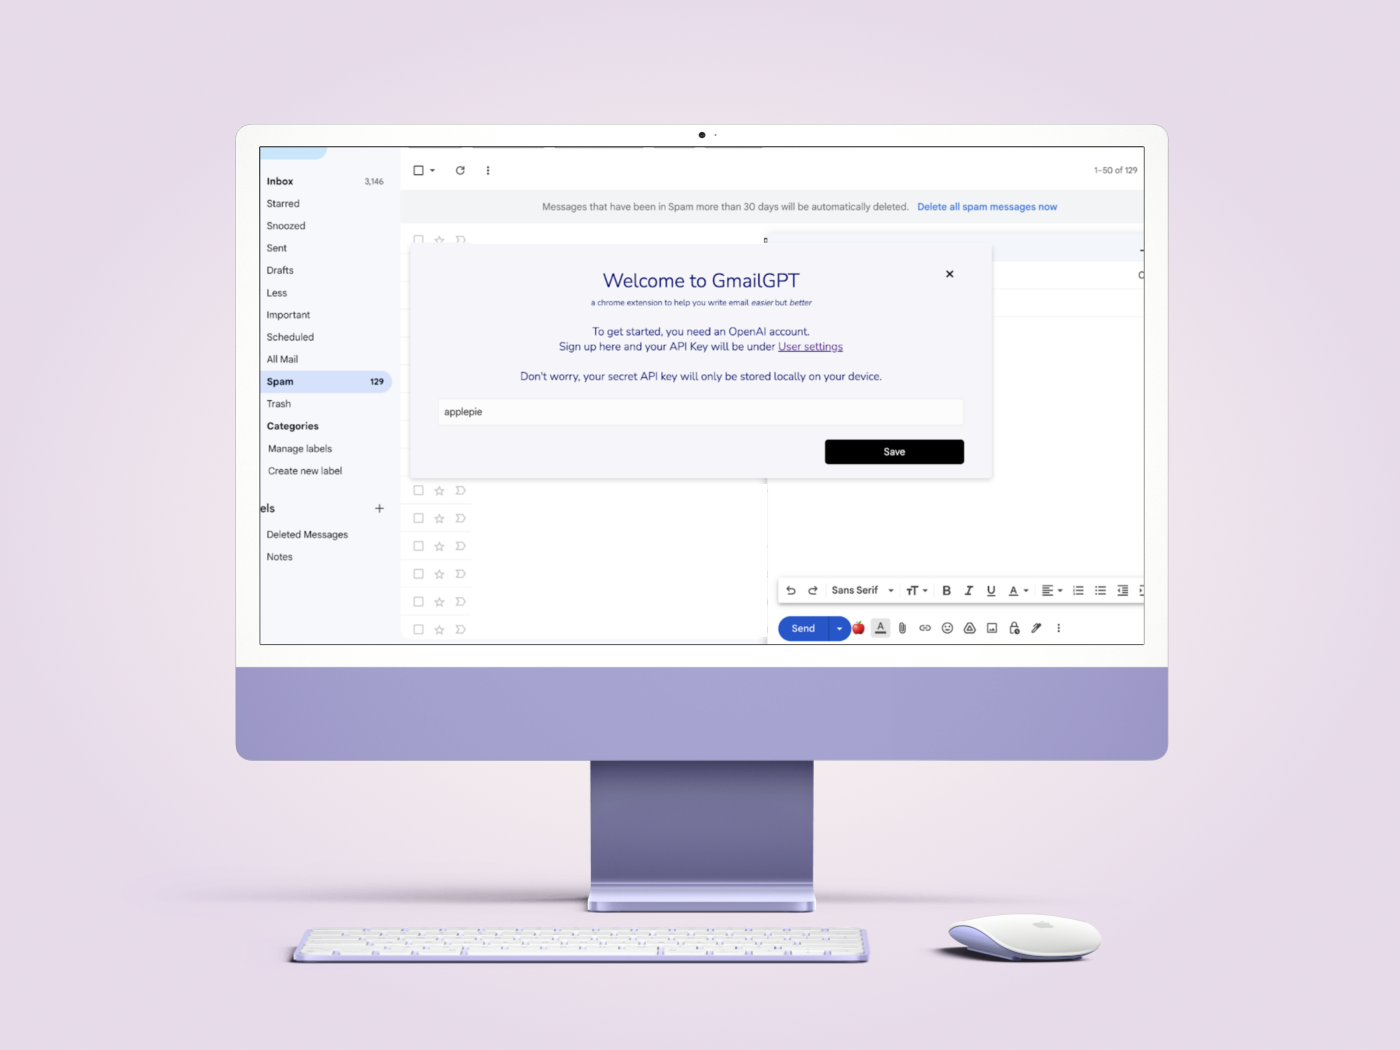 Inbox 3,146
Starred
Snoozed
Sent
Drafts
Less
Important
Scheduled
All Mail
Spam 129
Trash
Categories
Manage labels
Create new label
els
Deleted Messages
Notes
1–50 of 129
Messages that have been in Spam more than 30 days will be automatically deleted. Delete all spam messages now
Welcome to GmailGPT
a chrome extension to help you write email easier but better
To get started, you need an OpenAI account.
Sign up here and your API Key will be under User settings
Don't worry, your secret API key will only be stored locally on your device.
applepie
Save
Sans Serif
Send